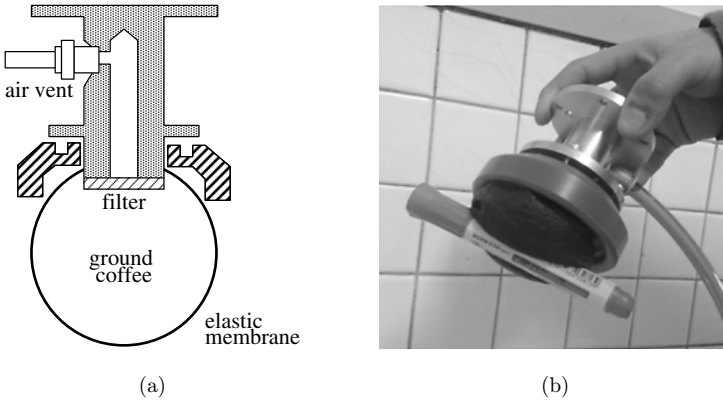 air vent
filter
ground
coffee
elastic
membrane
(a)
(b)